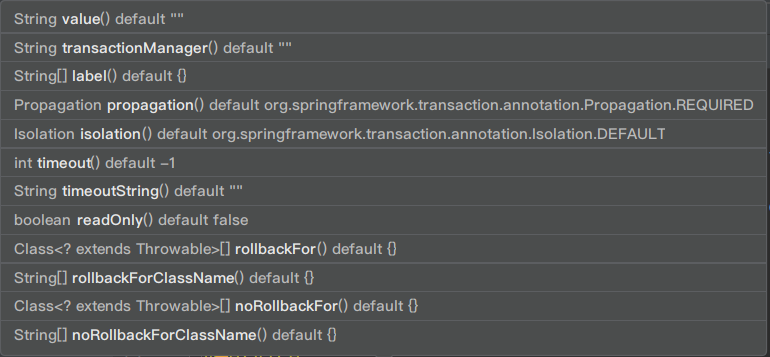 String value() default ""
String transactionManager() default ""
String[] label() default {}
Propagation propagation() default org.springframework.transaction.annotation.Propagation.REQUIRED
Isolation isolation() default org.springframework.transaction.annotation.Isolation.DEFAULT
int timeout() default -1
String timeoutString() default ""
boolean readOnly() default false
Class<? extends Throwable>[] rollbackFor() default {}
String[] rollbackForClassName() default {}
Class<? extends Throwable>[] noRollbackFor() default {}
String[] noRollbackForClassName() default {}